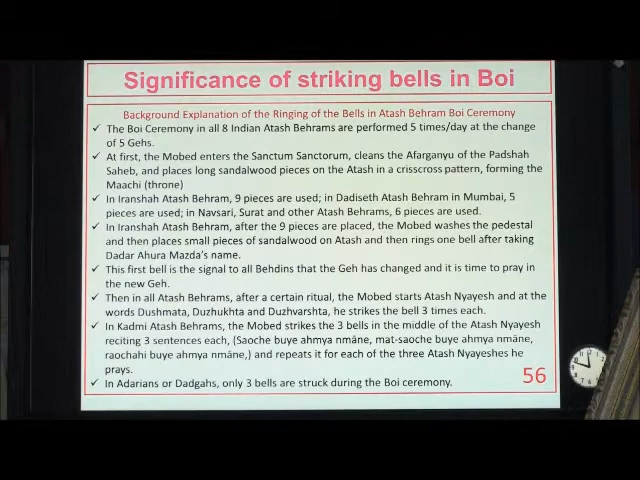 Significance of striking bells in Boi
Background Explanation of the Ringing of the Bells in Atash Behram Boi Ceremony
✓ The Boi Ceremony in all 8 Indian Atash Behrams are performed 5 times/day at the change
of 5 Gehs.
✓ At first, the Mobed enters the Sanctum Sanctorum, cleans the Afarganyu of the Padshah
Saheb, and places long sandalwood pieces on the Atash in a crisscross pattern, forming the
Maachi (throne)
✓ In Iranshah Atash Behram, 9 pieces are used; in Dadiseth Atash Behram in Mumbai, 5
pieces are used; in Navsari, Surat and other Atash Behrams, 6 pieces are used.
✓ In Iranshah Atash Behram, after the 9 pieces are placed, the Mobed washes the pedestal
and then places small pieces of sandalwood on Atash and then rings one bell after taking
Dadar Ahura Mazda's name.
✓ This first bell is the signal to all Behdins that the Geh has changed and it is time to pray in
the new Geh.
✓ Then in all Atash Behrams, after a certain ritual, the Mobed starts Atash Nyayesh and at the
words Dushmata, Duzhukhta and Duzhvarshta, he strikes the bell 3 times each.
✓ In Kadmi Atash Behrams, the Mobed strikes the 3 bells in the middle of the Atash Nyayesh
reciting 3 sentences each, (Saoche buye ahmya nmâne, mat-saoche buye ahmya nmâne,
raochahi buye ahmya nmâne,) and repeats it for each of the three Atash Nyayeshes he
prays.
✓ In Adarians or Dadgahs, only 3 bells are struck during the Boi ceremony.
56